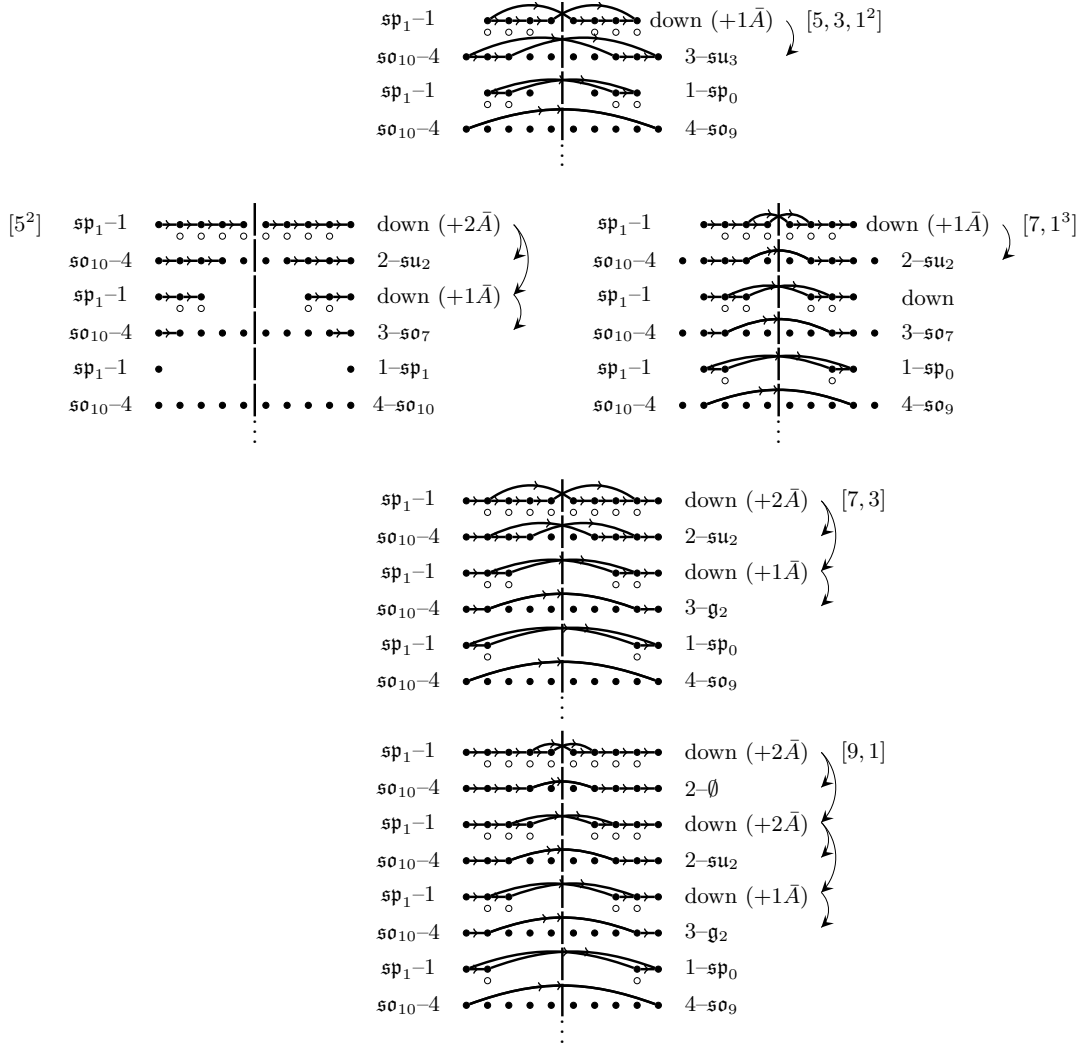 𝔰𝔭₁–1 down (+1Ā) [5, 3, 1²]
𝔰𝔬₁₀–4 3–𝔰𝔲₃
𝔰𝔭₁–1 1–𝔰𝔭₀
𝔰𝔬₁₀–4 4–𝔰𝔬₉
[5²] 𝔰𝔭₁–1 down (+2Ā)
𝔰𝔬₁₀–4 2–𝔰𝔲₂
𝔰𝔭₁–1 down (+1Ā)
𝔰𝔬₁₀–4 3–𝔰𝔬₇
𝔰𝔭₁–1 1–𝔰𝔭₁
𝔰𝔬₁₀–4 4–𝔰𝔬₁₀
𝔰𝔭₁–1 down (+1Ā) [7, 1³]
𝔰𝔬₁₀–4 2–𝔰𝔲₂
𝔰𝔭₁–1 down
𝔰𝔬₁₀–4 3–𝔰𝔬₇
𝔰𝔭₁–1 1–𝔰𝔭₀
𝔰𝔬₁₀–4 4–𝔰𝔬₉
𝔰𝔭₁–1 down (+2Ā) [7, 3]
𝔰𝔬₁₀–4 2–𝔰𝔲₂
𝔰𝔭₁–1 down (+1Ā)
𝔰𝔬₁₀–4 3–𝔤₂
𝔰𝔭₁–1 1–𝔰𝔭₀
𝔰𝔬₁₀–4 4–𝔰𝔬₉
𝔰𝔭₁–1 down (+2Ā) [9, 1]
𝔰𝔬₁₀–4 2–∅
𝔰𝔭₁–1 down (+2Ā)
𝔰𝔬₁₀–4 2–𝔰𝔲₂
𝔰𝔭₁–1 down (+1Ā)
𝔰𝔬₁₀–4 3–𝔤₂
𝔰𝔭₁–1 1–𝔰𝔭₀
𝔰𝔬₁₀–4 4–𝔰𝔬₉